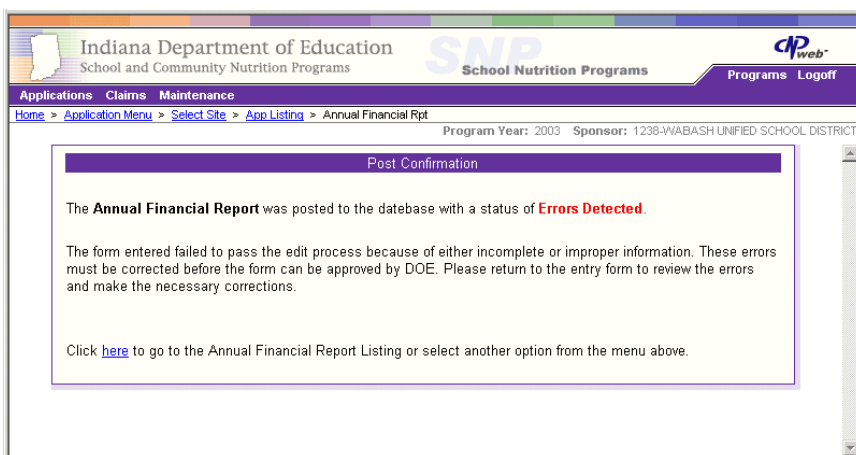 Indiana Department of Education
School and Community Nutrition Programs
SNP
School Nutrition Programs
CNPweb
Programs Logoff
Applications Claims Maintenance
Home > Application Menu > Select Site > App Listing > Annual Financial Rpt
Program Year: 2003 Sponsor: 1238-WABASH UNIFIED SCHOOL DISTRICT
Post Confirmation
The Annual Financial Report was posted to the datebase with a status of Errors Detected.
The form entered failed to pass the edit process because of either incomplete or improper information. These errors
must be corrected before the form can be approved by DOE. Please return to the entry form to review the errors
and make the necessary corrections.
Click here to go to the Annual Financial Report Listing or select another option from the menu above.